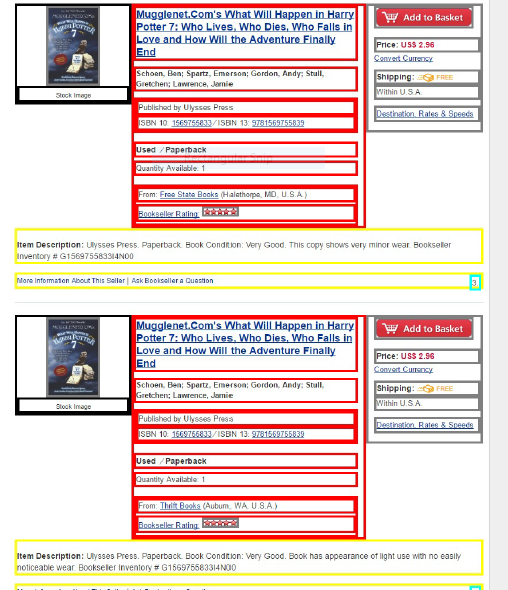 Mugglenet.Com's What Will Happen in Harry
Potter 7: Who Lives, Who Dies, Who Falls in
Love and How Will the Adventure Finally
End
Schoen, Ben; Spartz, Emerson; Gordon, Andy; Stull,
Gretchen; Lawrence, Jamie
Published by Ulysses Press
ISBN 10: 1569755833 / ISBN 13: 9781569755839
Used / Paperback
Quantity Available: 1
From: Free State Books (Halethorpe, MD, U.S.A.)
Bookseller Rating:
Stock Image
Add to Basket
Price: US$ 2.96
Convert Currency
Shipping: FREE
Within U.S.A.
Destination, Rates & Speeds
Item Description: Ulysses Press. Paperback. Book Condition: Very Good. This copy shows very minor wear. Bookseller
Inventory # G1569755833I4N00
More Information About This Seller | Ask Bookseller a Question
3.
Mugglenet.Com's What Will Happen in Harry
Potter 7: Who Lives, Who Dies, Who Falls in
Love and How Will the Adventure Finally
End
Schoen, Ben; Spartz, Emerson; Gordon, Andy; Stull,
Gretchen; Lawrence, Jamie
Published by Ulysses Press
ISBN 10: 1569755833 / ISBN 13: 9781569755839
Used / Paperback
Quantity Available: 1
From: Thrift Books (Auburn, WA, U.S.A.)
Bookseller Rating:
Stock Image
Add to Basket
Price: US$ 2.96
Convert Currency
Shipping: FREE
Within U.S.A.
Destination, Rates & Speeds
Item Description: Ulysses Press. Paperback. Book Condition: Very Good. Book has appearance of light use with no easily
noticeable wear. Bookseller Inventory # G1569755833I4N00